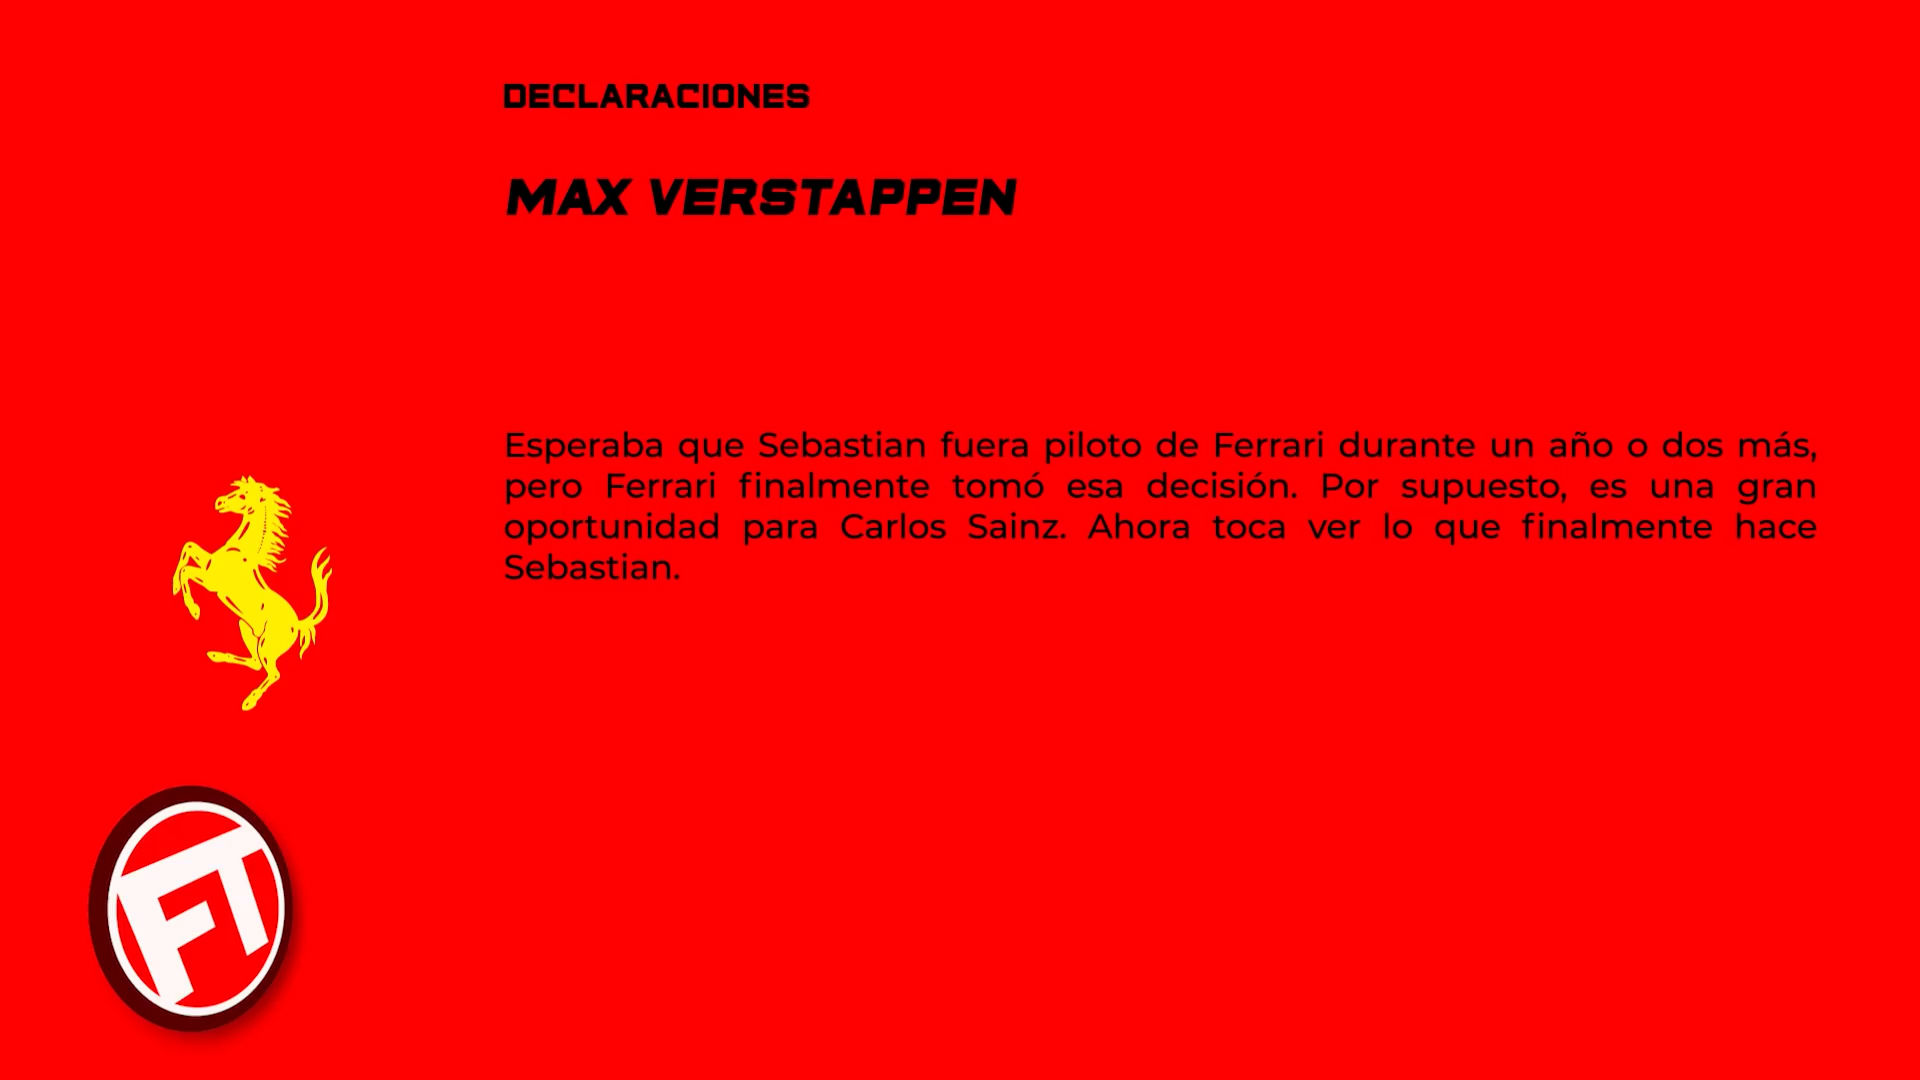 DECLARACIONES
MAX VERSTAPPEN
Esperaba que Sebastian fuera piloto de Ferrari durante un año o dos más,
pero Ferrari finalmente tomó esa decisión. Por supuesto, es una gran
oportunidad para Carlos Sainz. Ahora toca ver lo que finalmente hace
Sebastian.
FT